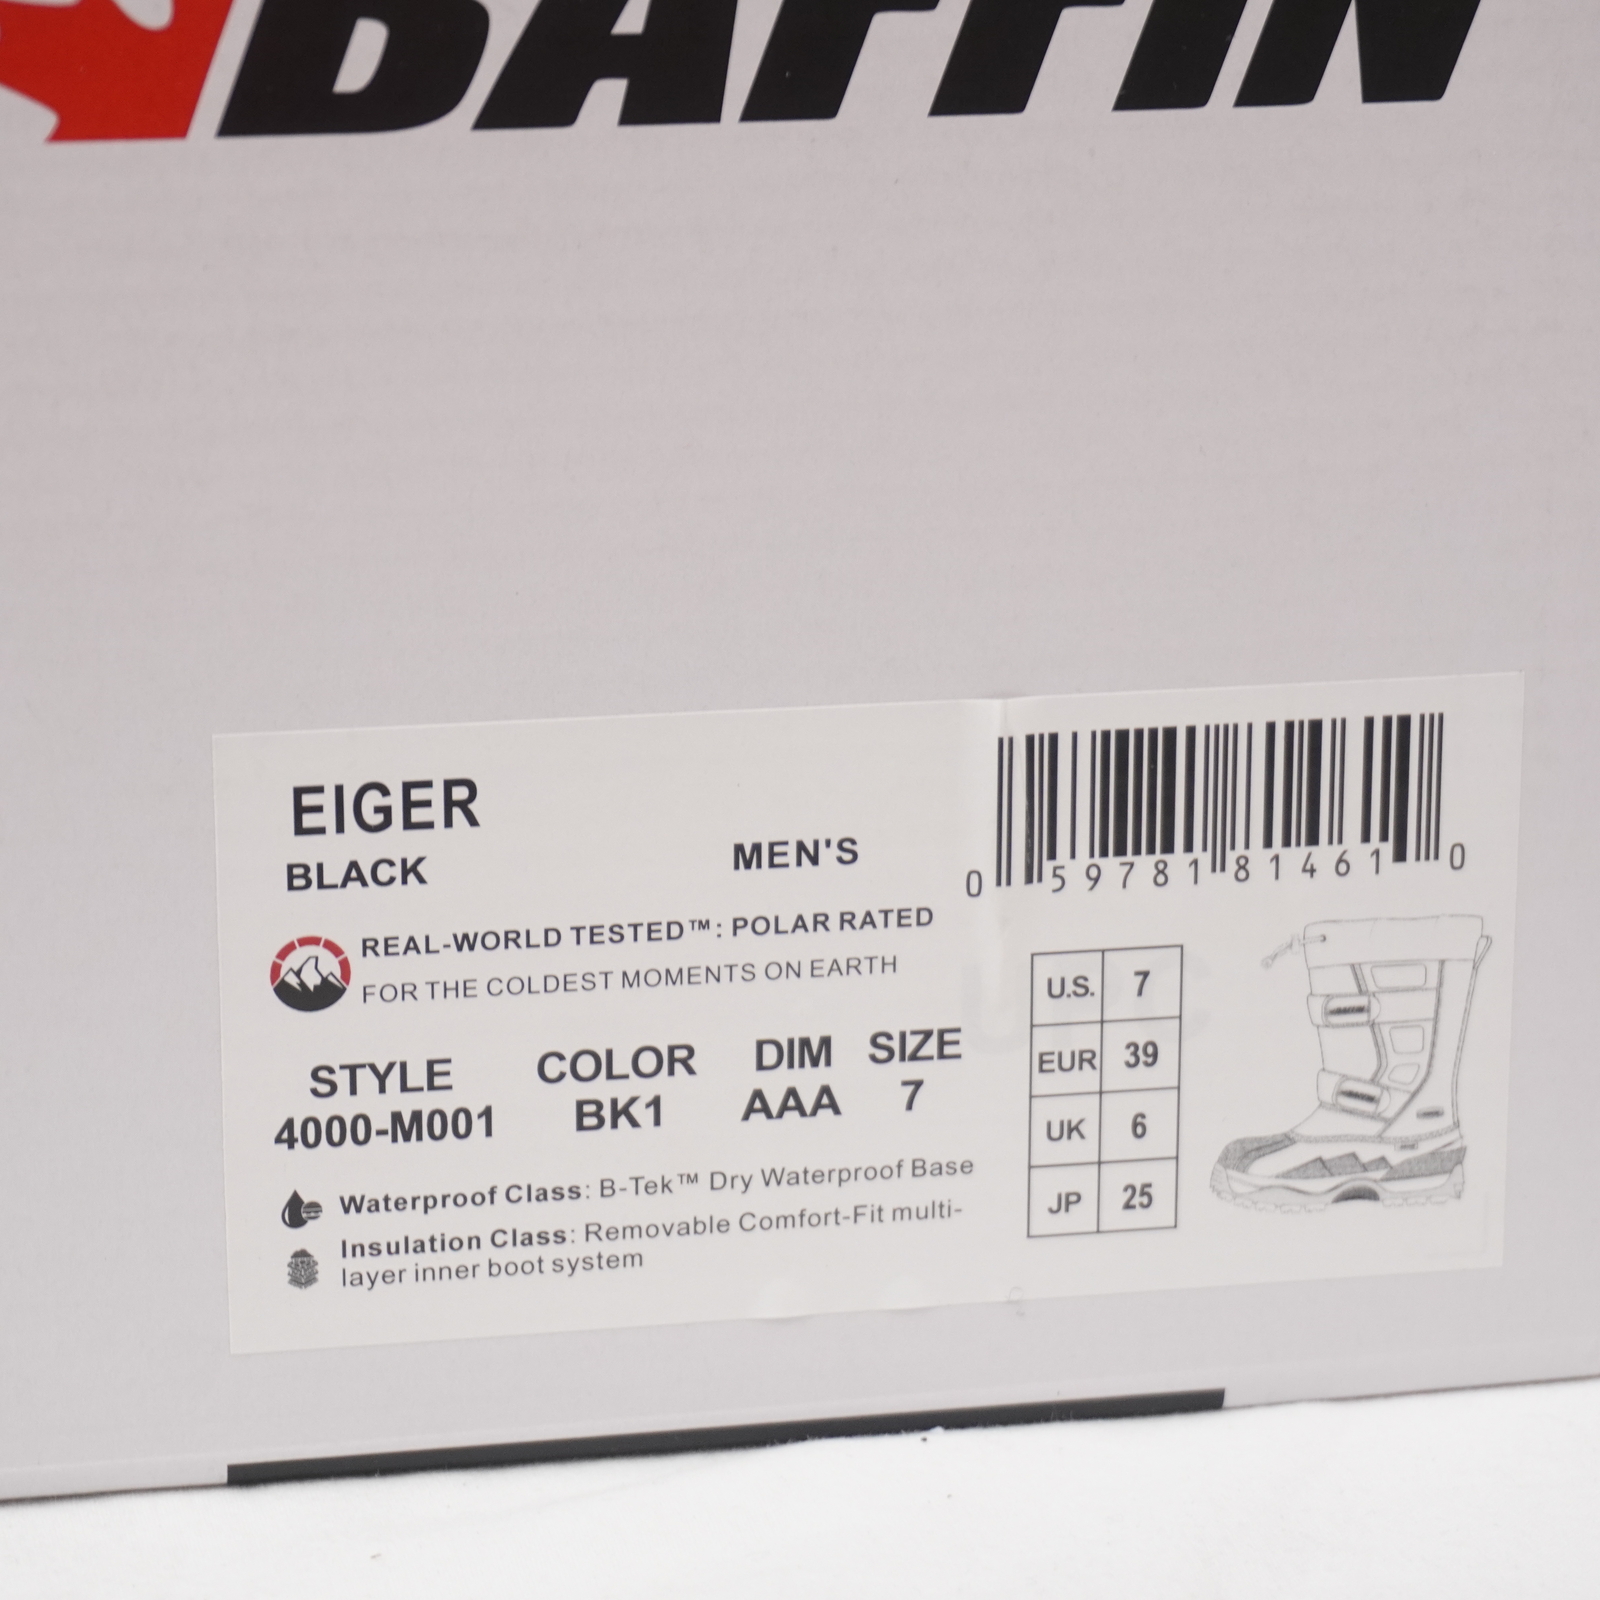 BAFFIN
EIGER
BLACK
MEN'S
0 59781 81461 0
REAL-WORLD TESTED™: POLAR RATED
FOR THE COLDEST MOMENTS ON EARTH
STYLE COLOR DIM SIZE
4000-M001 BK1 AAA 7
Waterproof Class: B-Tek™ Dry Waterproof Base
Insulation Class: Removable Comfort-Fit multi-
layer inner boot system
U.S. 7
EUR 39
UK 6
JP 25